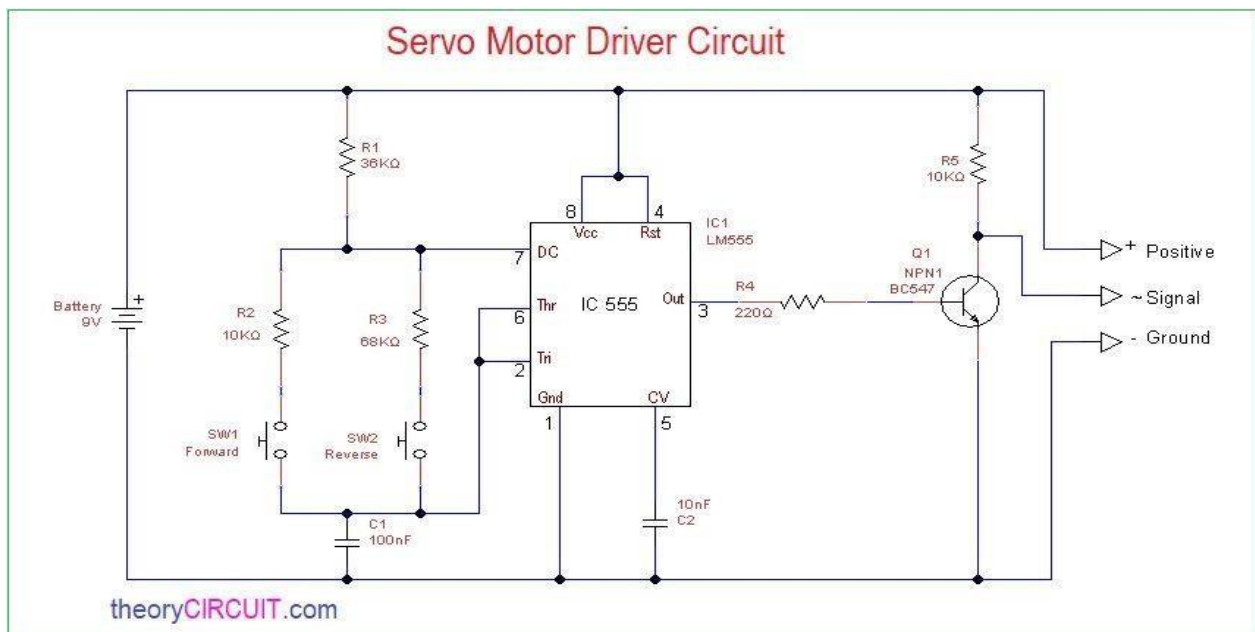 Servo Motor Driver Circuit
R1
36KΩ
R5
10KΩ
8
4
Vcc
Rst
IC1
LM555
7
DC
Q1
NPN1
BC547
+ Positive
Battery
9V
+
R2
10KΩ
R3
68KΩ
Thr
6
IC 555
Out
3
R4
220Ω
~Signal
- Ground
Tri
2
Gnd
CV
1
5
SW1
Forward
SW2
Reverse
C1
100nF
10nF
C2
theoryCIRCUIT.com